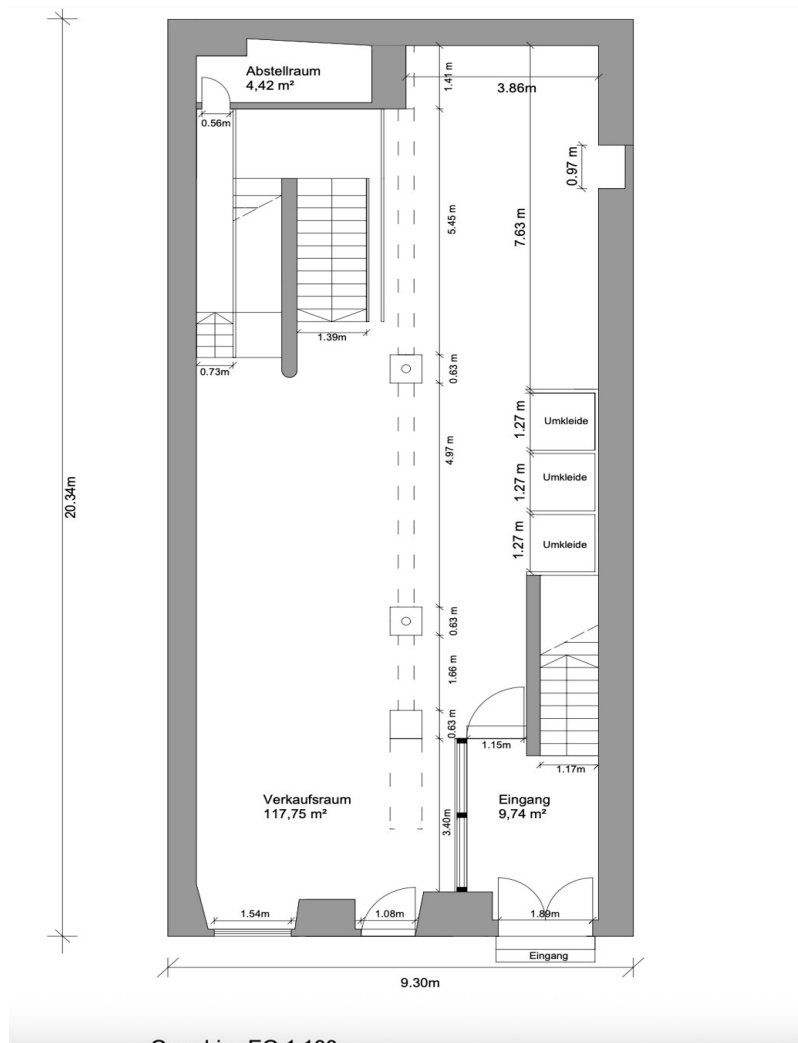 Abstellraum
4,42 m²
1.41 m
3.86m
0.56m
0.97 m
5.45 m
7.63 m
1.39m
0.73m
0.63 m
1.27 m
Umkleide
4.97 m
1.27 m
Umkleide
20.34m
1.27 m
Umkleide
0.63 m
1.66 m
0.63 m
1.15m
1.17m
Verkaufsraum
117,75 m²
Eingang
9,74 m²
3.40m
1.54m
1.08m
1.89m
Eingang
9.30m